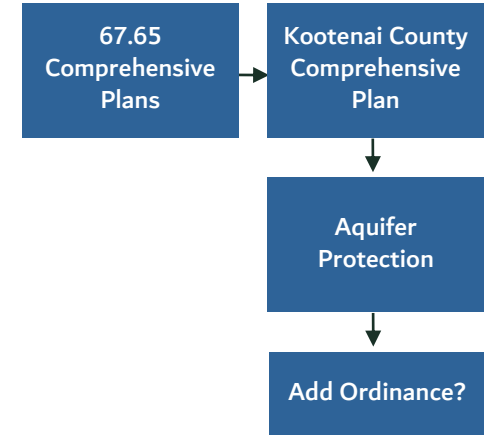 67.65
Comprehensive
Plans
Kootenai County
Comprehensive
Plan
Aquifer
Protection
Add Ordinance?